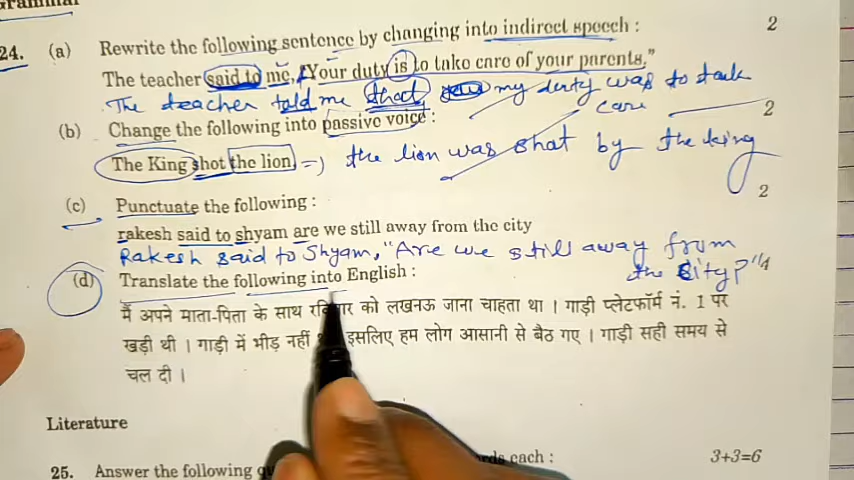 Grammar
24. (a) Rewrite the following sentence by changing into indirect speech : 2
The teacher said to me, "Your duty is to take care of your parents."
The teacher told me that my duty was to
care
(b) Change the following into passive voice : 2
The King shot the lion. => the lion was shot by the king
(c) Punctuate the following : 2
rakesh said to shyam are we still away from the city
Rakesh said to Shyam, "Are we still away from
the City?"
(d) Translate the following into English : 4
मैं अपने माता-पिता के साथ रविवार को लखनऊ जाना चाहता था । गाड़ी प्लेटफॉर्म नं. 1 पर
खड़ी थी । गाड़ी में भीड़ नहीं इसलिए हम लोग आसानी से बैठ गए । गाड़ी सही समय से
चल दी ।
Literature
25. Answer the following each : 3+3=6